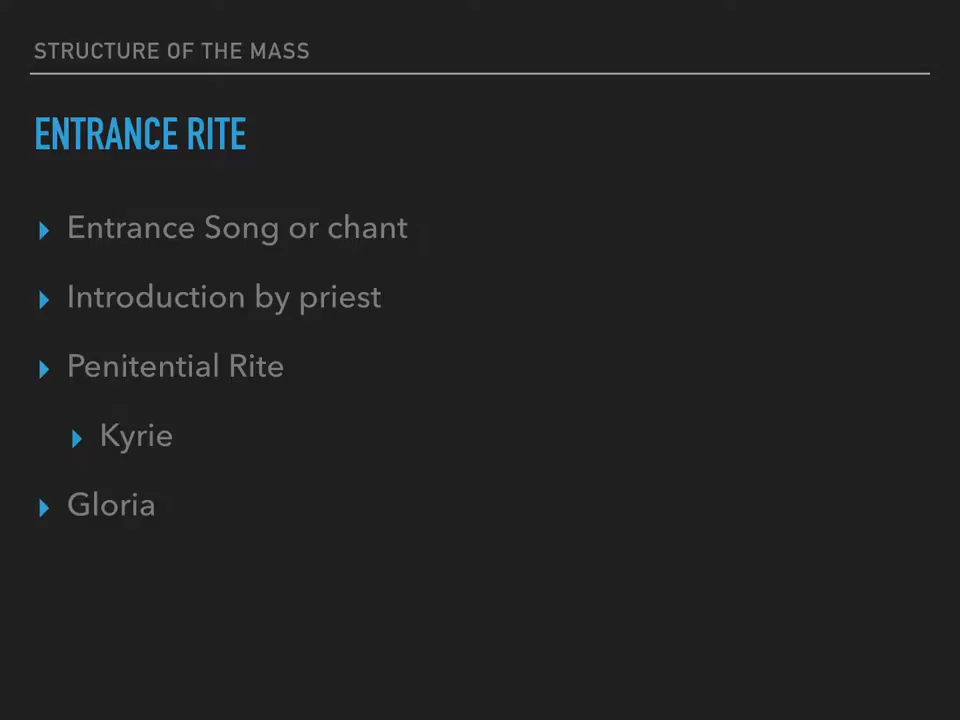 STRUCTURE OF THE MASS
ENTRANCE RITE
Entrance Song or chant
Introduction by priest
Penitential Rite
Kyrie
Gloria